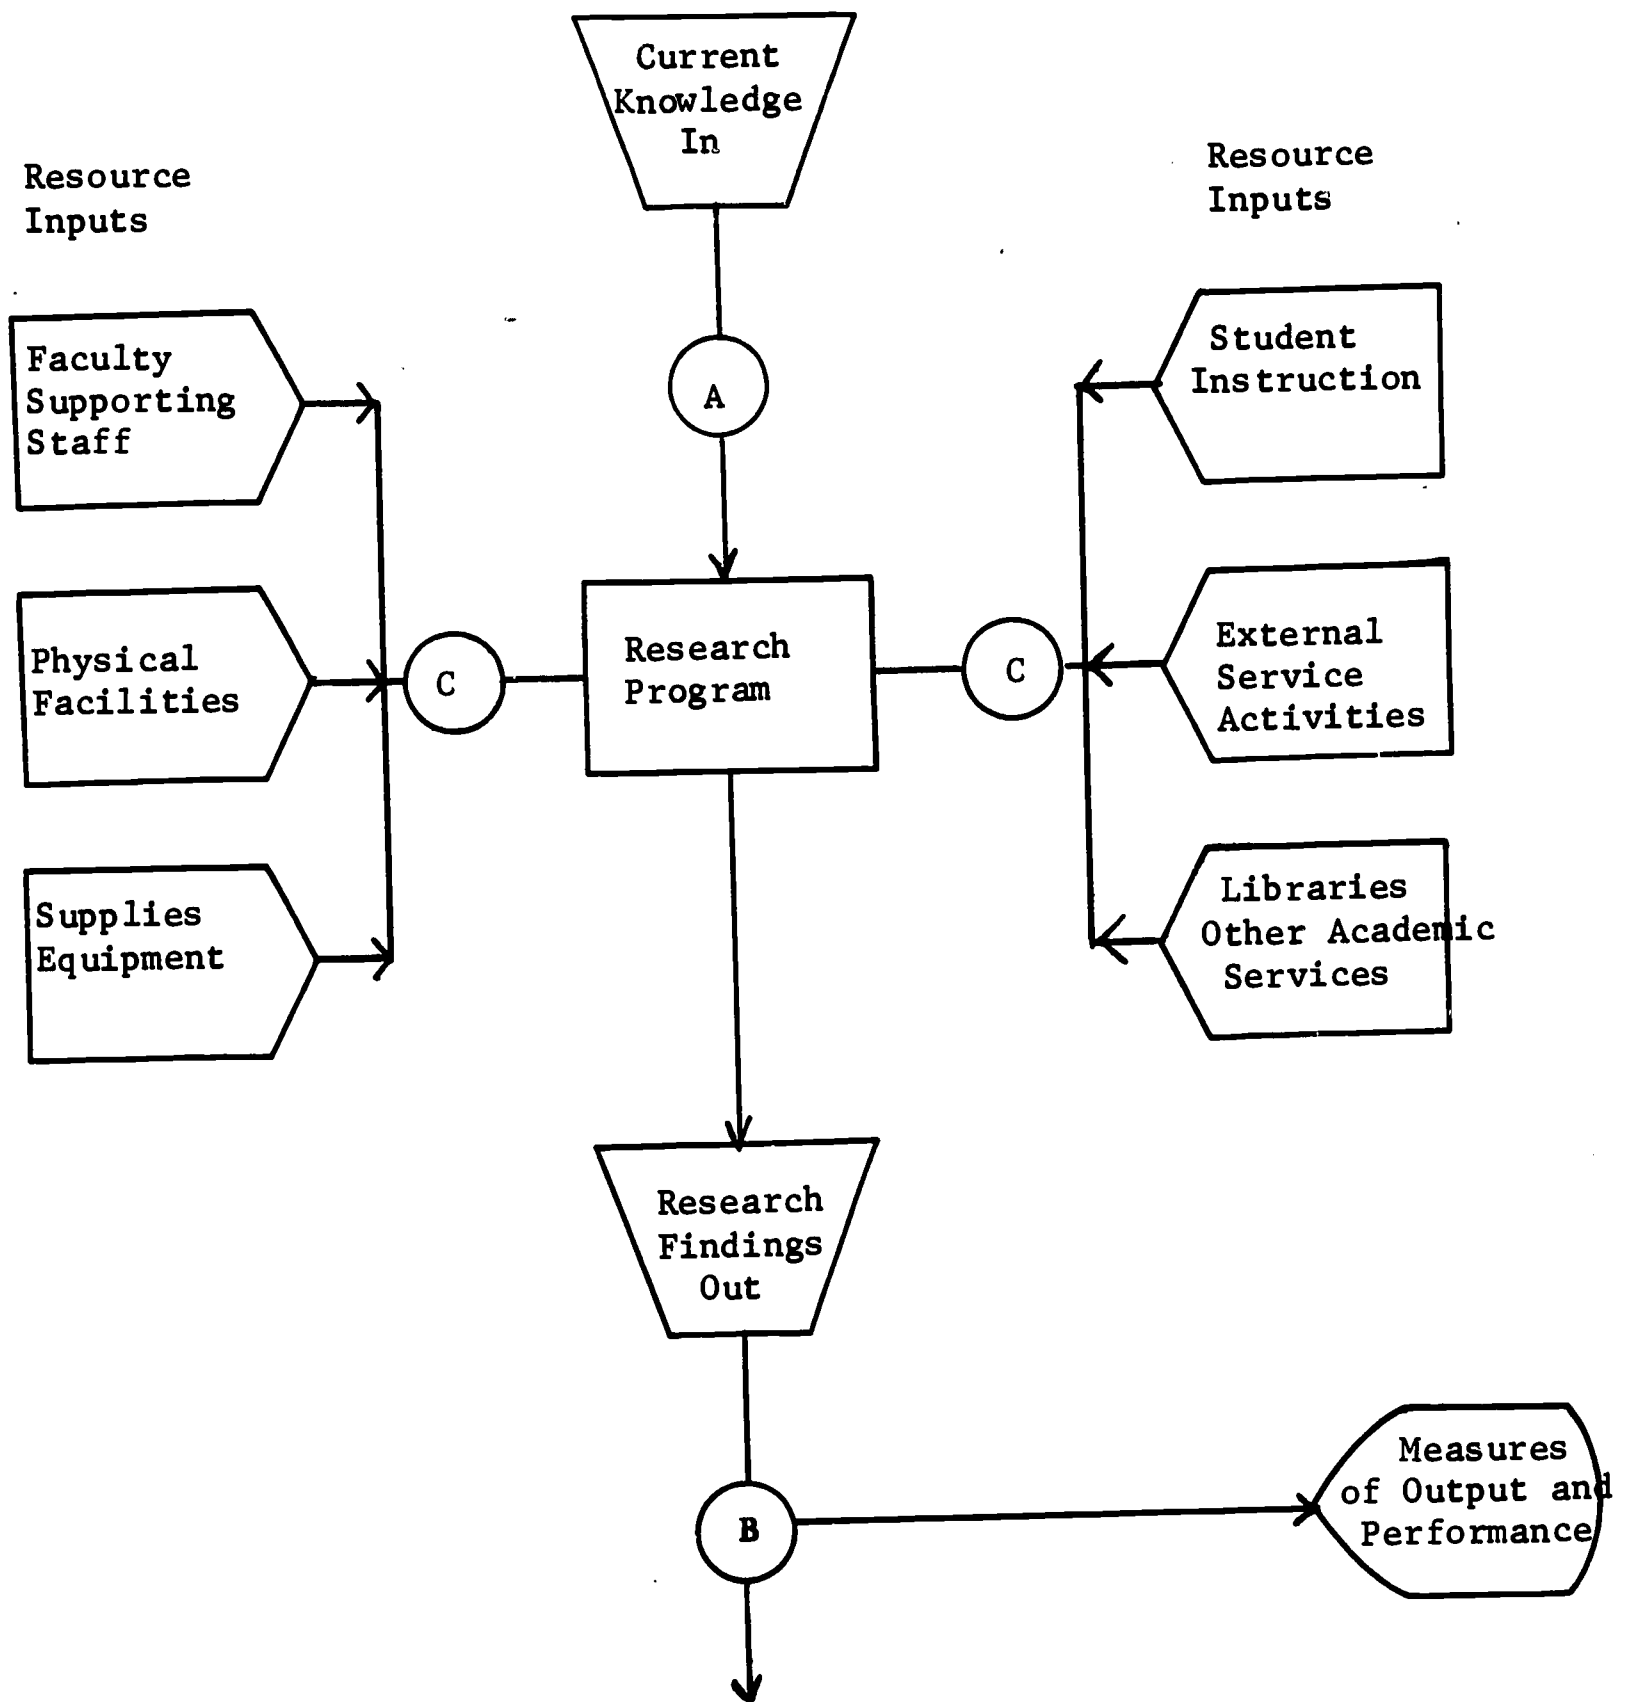 Current
Knowledge
In
Resource
Inputs
Resource
Inputs
Faculty
Supporting
Staff
A
Student
Instruction
Physical
Facilities
C
Research
Program
C
External
Service
Activities
Supplies
Equipment
Libraries
Other Academic
Services
Research
Findings
Out
B
Measures
of Output and
Performance